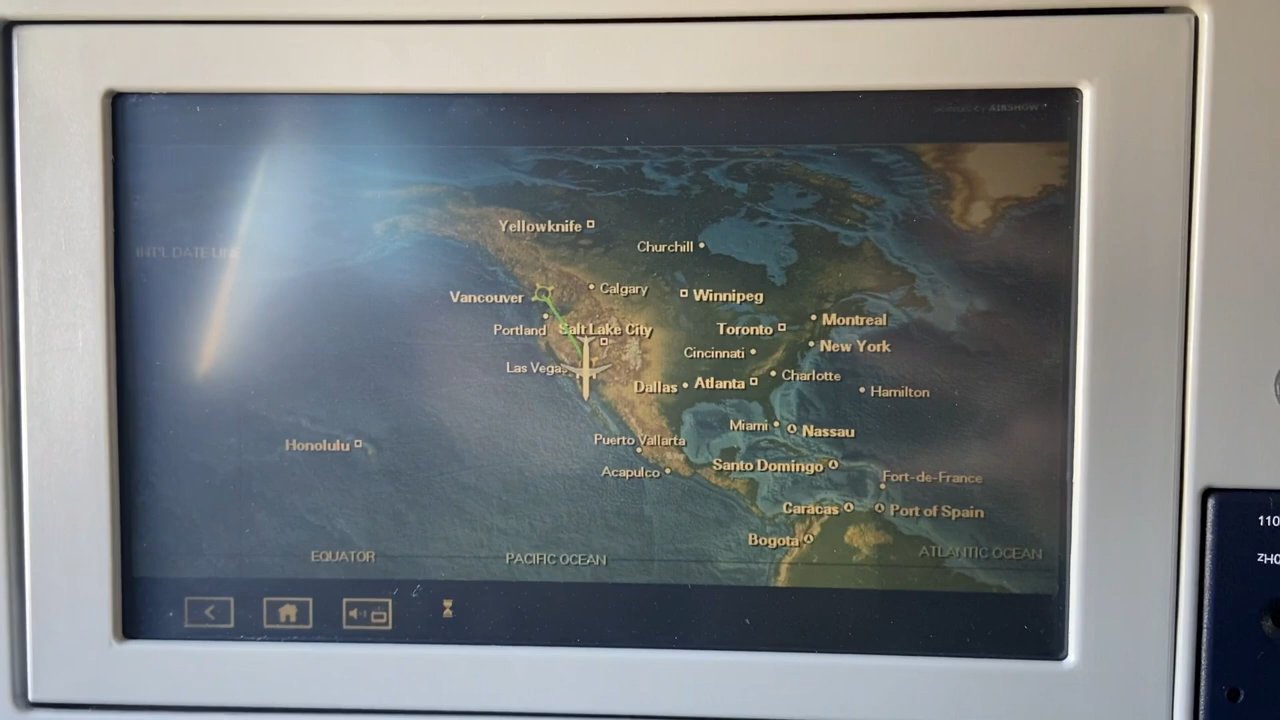 POWERED BY AIRSHOW
Yellowknife
Churchill
INT'L DATE LINE
Calgary
Vancouver
Winnipeg
Portland
Salt Lake City
Toronto
Montreal
New York
Cincinnati
Las Vegas
Charlotte
Dallas
Atlanta
Hamilton
Miami
Nassau
Honolulu
Puerto Vallarta
Acapulco
Santo Domingo
Fort-de-France
Caracas
Port of Spain
Bogota
EQUATOR
PACIFIC OCEAN
ATLANTIC OCEAN
110